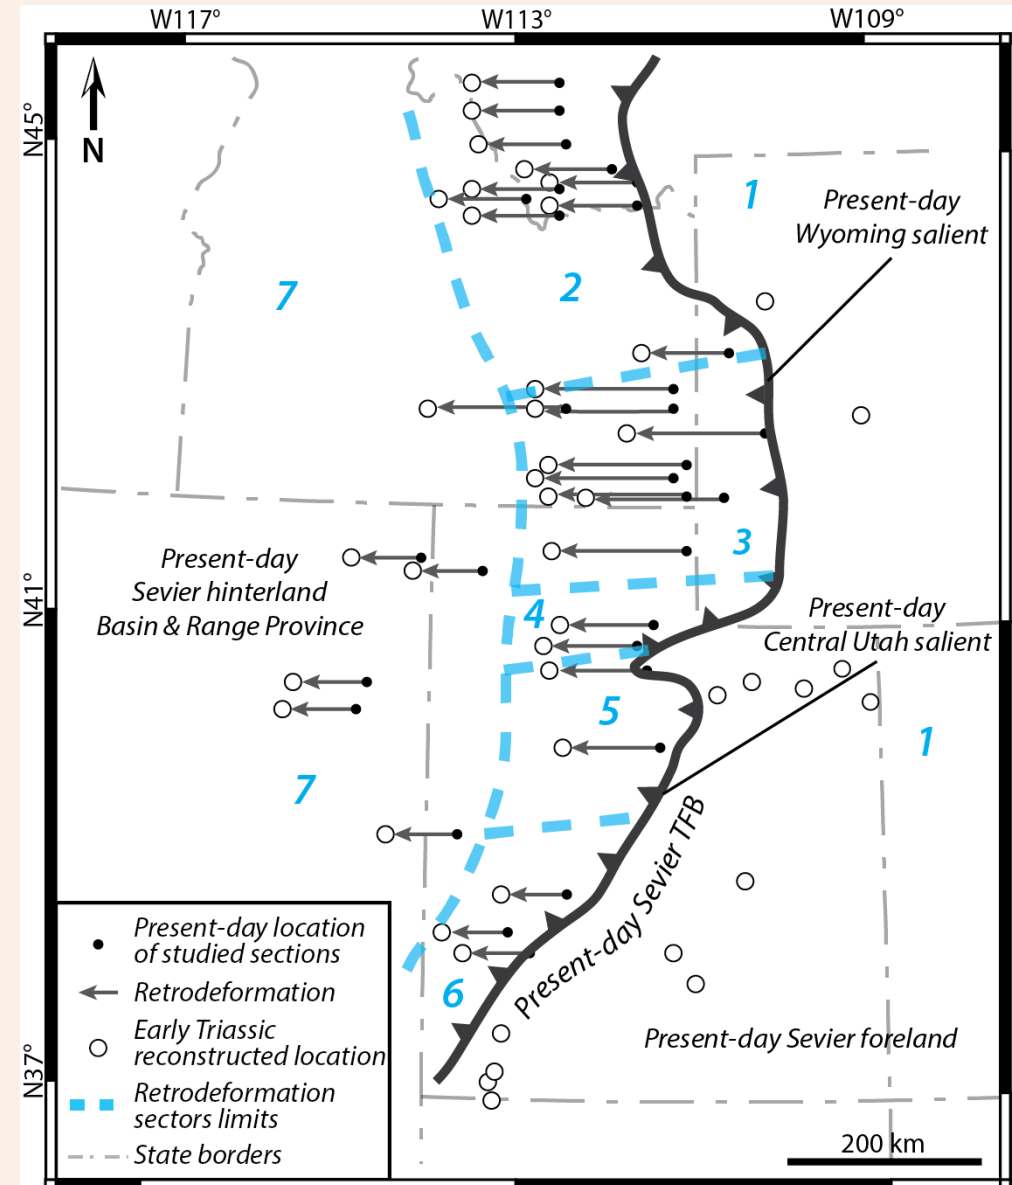 W117°
W113°
W109°
N45°
N
1
Present-day
Wyoming salient
2
7
3
Present-day
Sevier hinterland
Basin & Range Province
N41°
4
Present-day
Central Utah salient
5
1
7
Present-day Sevier TFB
Present-day location
of studied sections
Retrodeformation
6
Early Triassic
reconstructed location
Present-day Sevier foreland
N37°
Retrodeformation
sectors limits
State borders
200 km